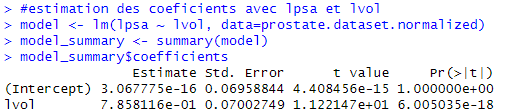 > #estimation des coeficients avec lpsa et lvol
> model <- lm(lpsa ~ lvol, data=prostate.dataset.normalized)
> model_summary <- summary(model)
> model_summary$coefficients
Estimate Std. Error t value Pr(>|t|)
(Intercept) 3.067775e-16 0.06958844 4.408456e-15 1.000000e+00
lvol 7.858116e-01 0.07002749 1.122147e+01 6.005035e-18